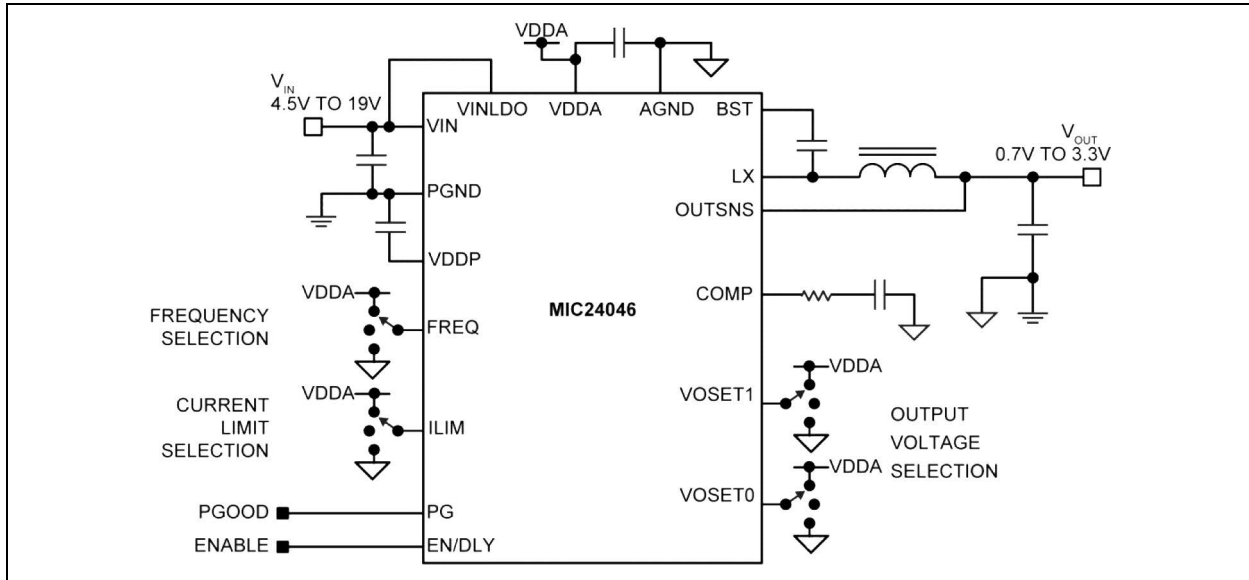 VDDA
V_IN
4.5V TO 19V
VINLDO VDDA AGND BST
VIN
V_OUT
0.7V TO 3.3V
LX
PGND
OUTSNS
VDDP
VDDA
COMP
MIC24046
FREQUENCY
SELECTION
FREQ
VDDA
VDDA
VOSET1
CURRENT
LIMIT
SELECTION
ILIM
OUTPUT
VOLTAGE
SELECTION
VDDA
VOSET0
PGOOD PG
ENABLE EN/DLY